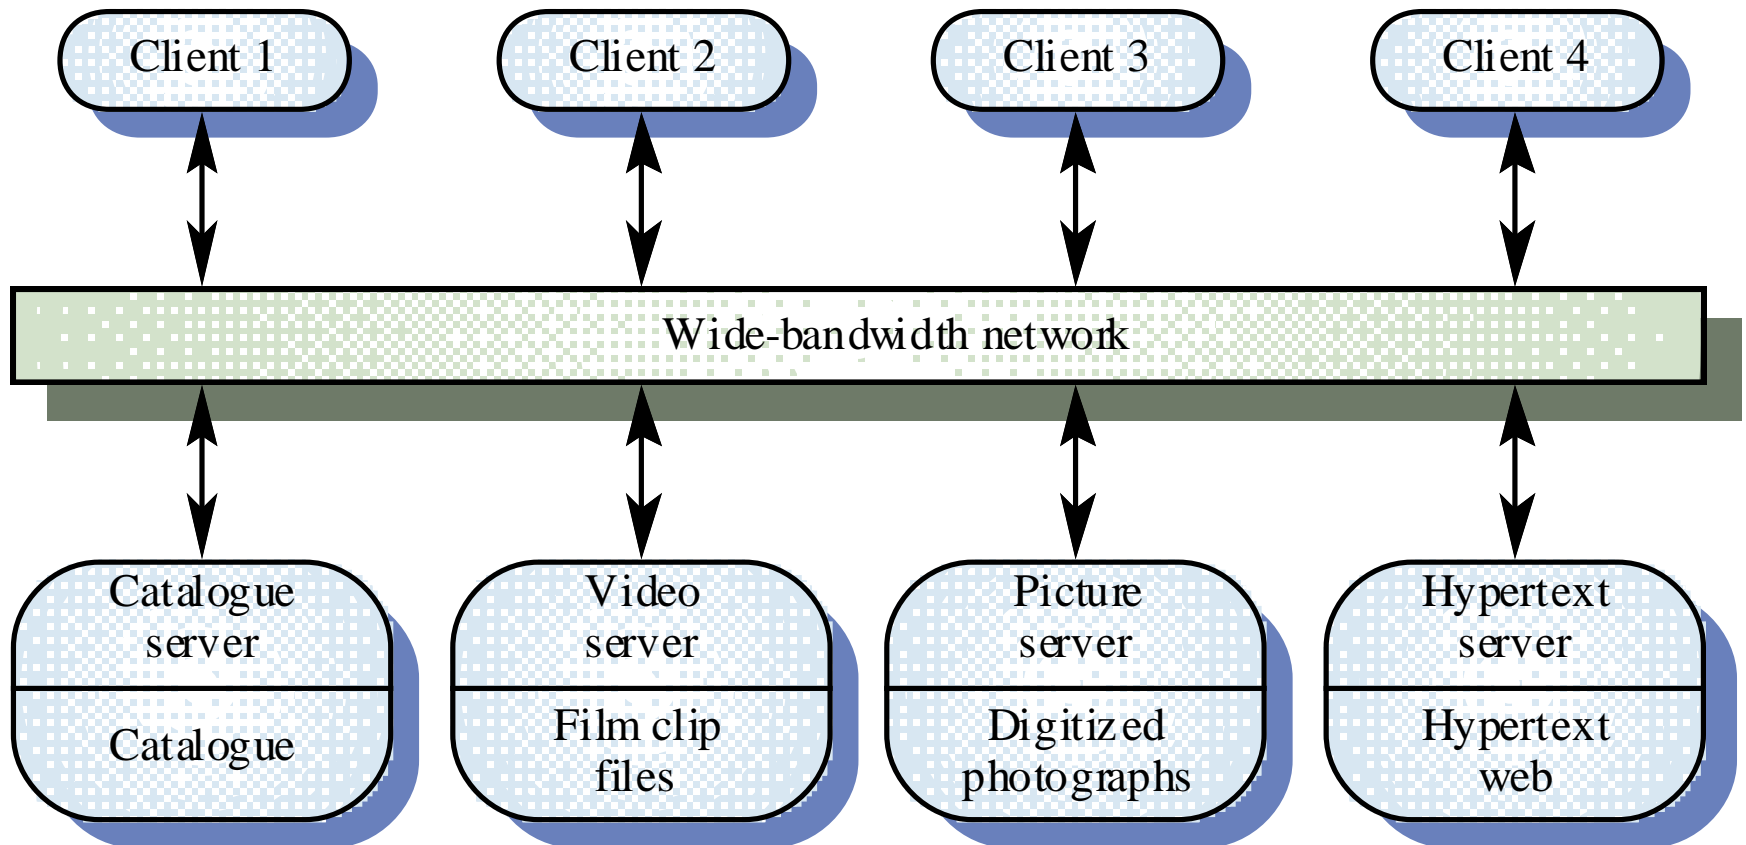 Client 1
Client 2
Client 3
Client 4
Wide-bandwidth network
Catalogue
server
Catalogue
Video
server
Film clip
files
Picture
server
Digitized
photographs
Hypertext
server
Hypertext
web